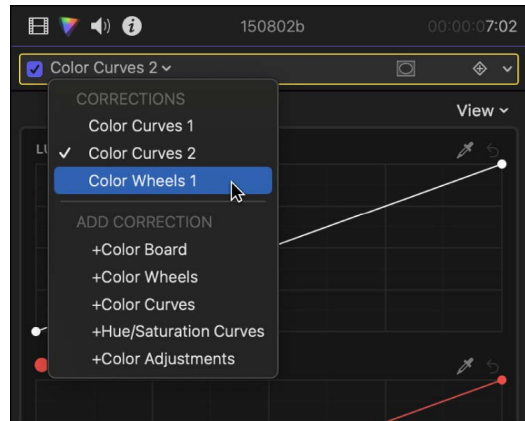 150802b 00:00:07:02
Color Curves 2
View
CORRECTIONS
Color Curves 1
LU ✓ Color Curves 2
Color Wheels 1
ADD CORRECTION
+Color Board
+Color Wheels
+Color Curves
+Hue/Saturation Curves
+Color Adjustments